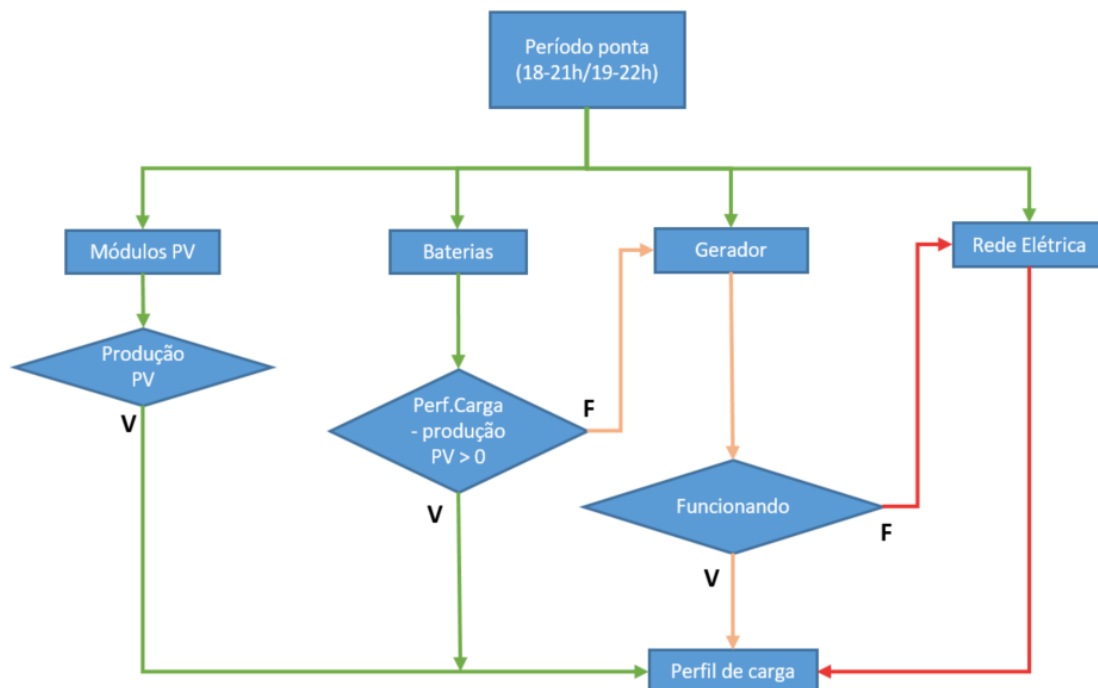 Período ponta
(18-21h/19-22h)
Módulos PV
Baterias
Gerador
Rede Elétrica
Produção
PV
V
Perf.Carga
- produção
PV > 0
F
V
Funcionando
F
V
Perfil de carga